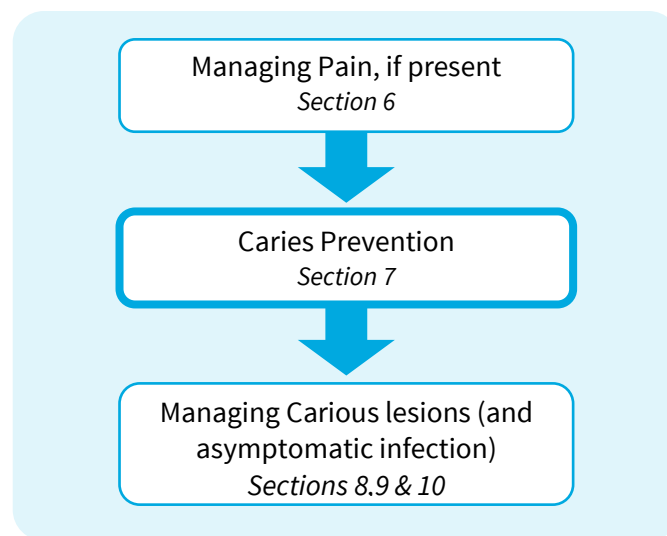 Managing Pain, if present
Section 6
Caries Prevention
Section 7
Managing Carious lesions (and
asymptomatic infection)
Sections 8,9 & 10